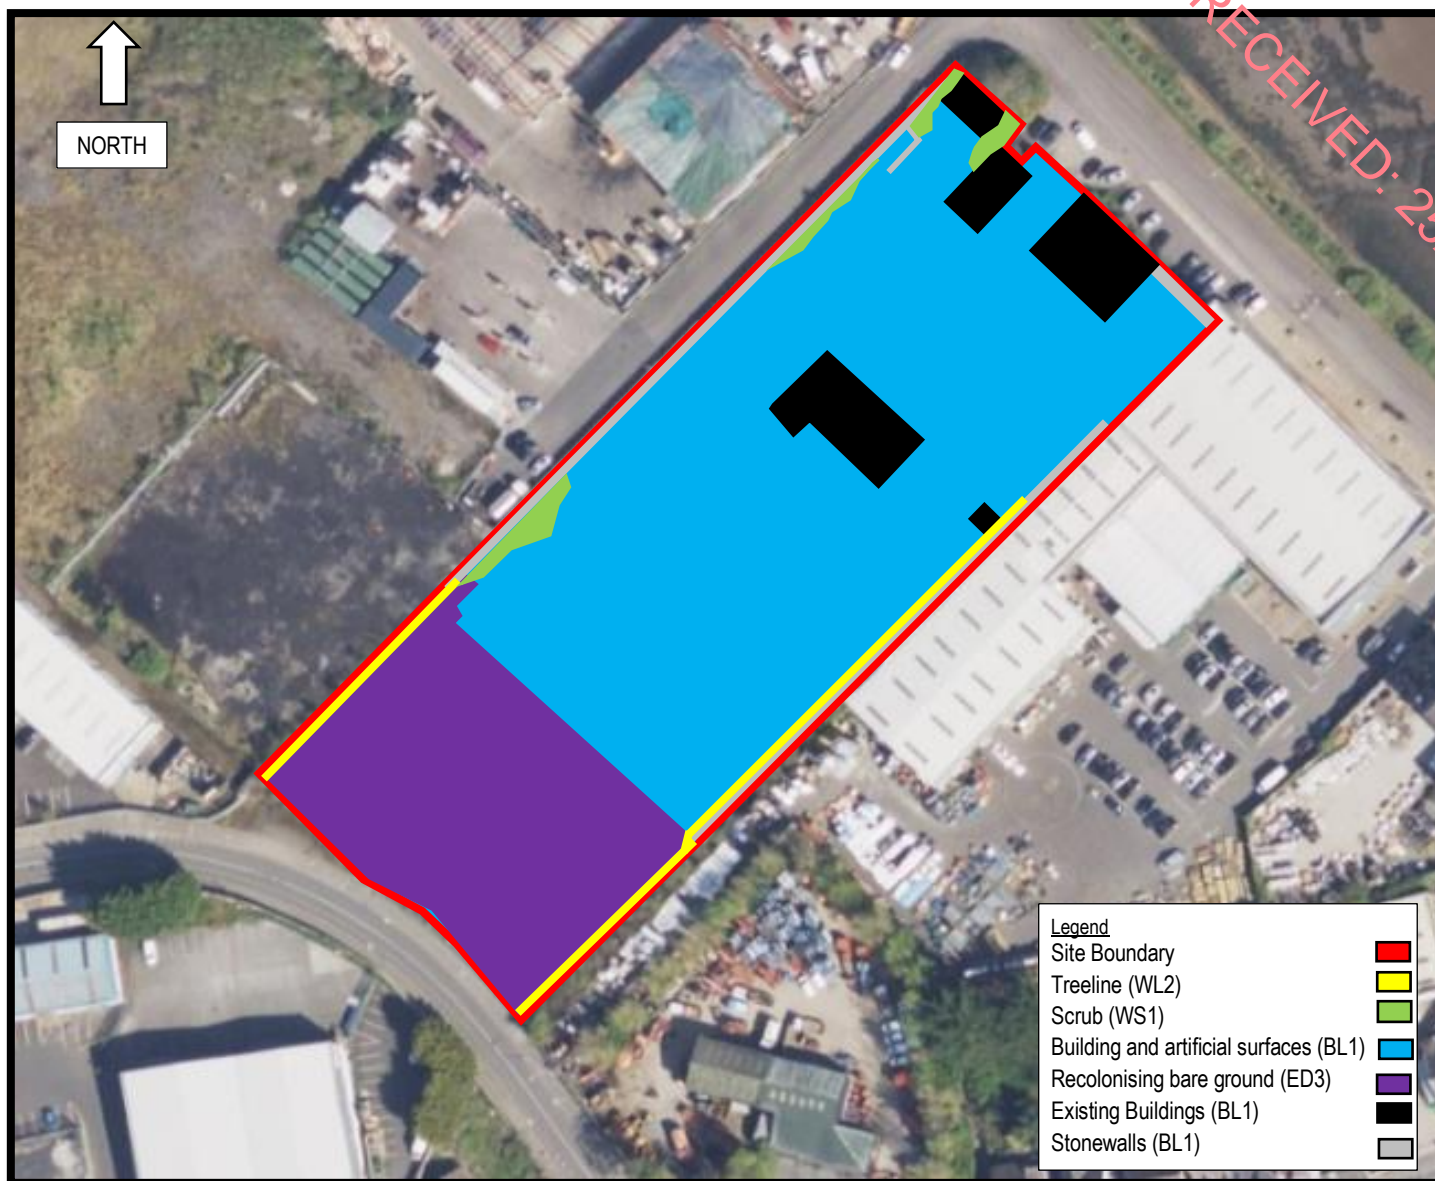 RECEIVED: 25
NORTH
Legend
Site Boundary
Treeline (WL2)
Scrub (WS1)
Building and artificial surfaces (BL1)
Recolonising bare ground (ED3)
Existing Buildings (BL1)
Stonewalls (BL1)